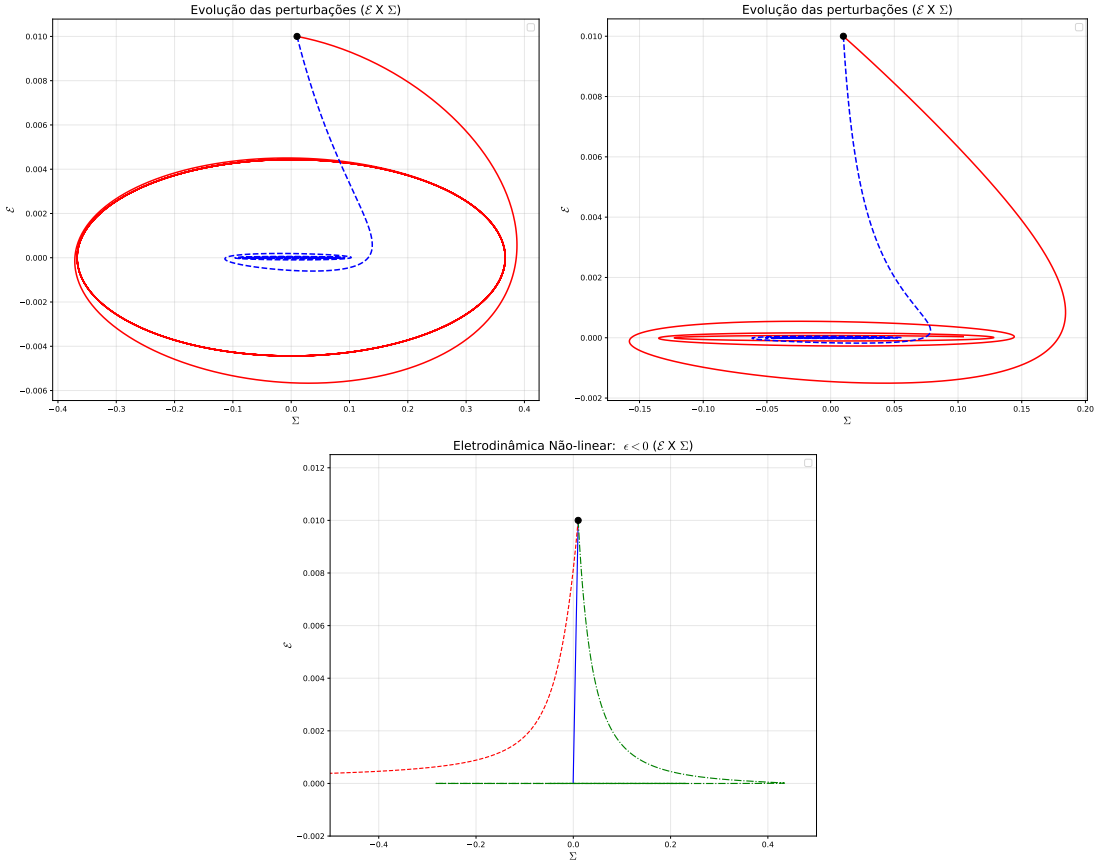 Evolução das perturbações (ℰ X Σ)
0.010
0.008
0.006
0.004
0.002
0.000
−0.002
−0.004
−0.006
ℰ
−0.4 −0.3 −0.2 −0.1 0.0 0.1 0.2 0.3 0.4
Σ
Evolução das perturbações (ℰ X Σ)
0.010
0.008
0.006
0.004
0.002
0.000
−0.002
ℰ
−0.15 −0.10 −0.05 0.00 0.05 0.10 0.15 0.20
Σ
Eletrodinâmica Não-linear: ϵ < 0 (ℰ X Σ)
0.012
0.010
0.008
0.006
0.004
0.002
0.000
−0.002
ℰ
−0.4 −0.2 0.0 0.2 0.4
Σ